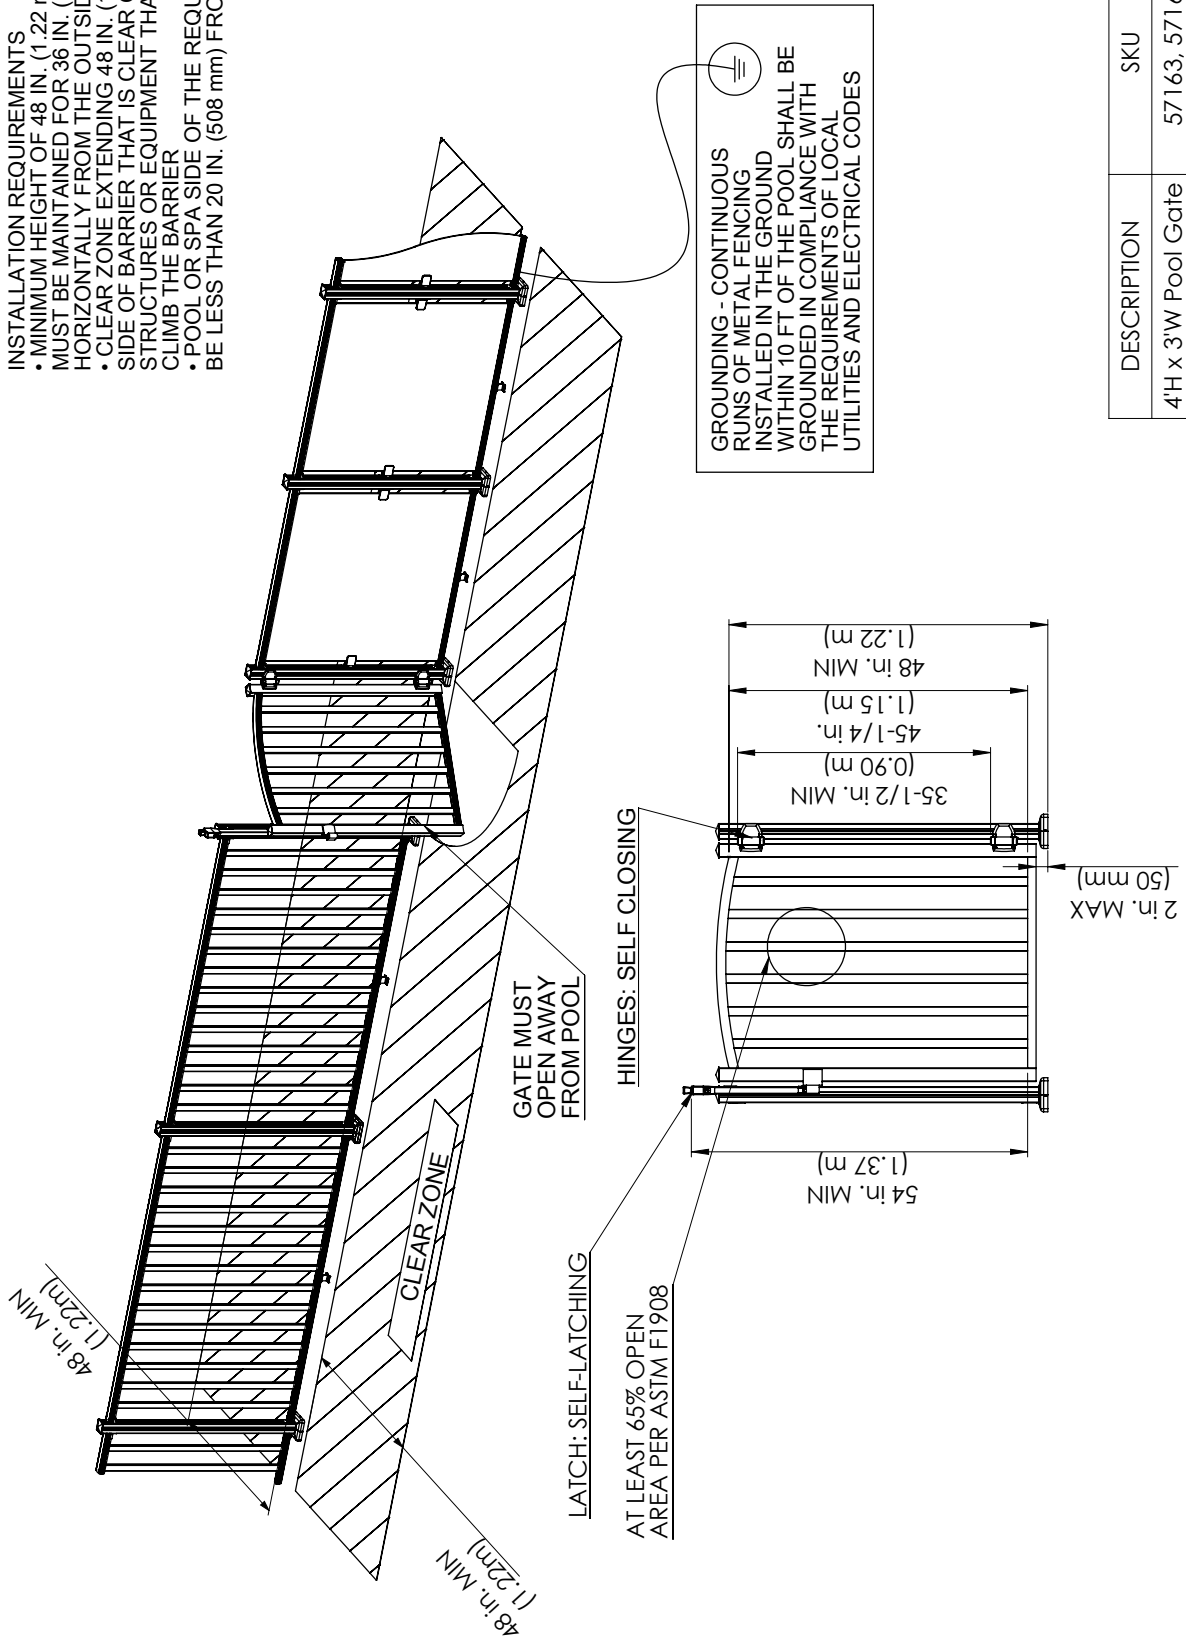 INSTALLATION REQUIREMENTS
• MINIMUM HEIGHT OF 48 IN. (1.22
MUST BE MAINTAINED FOR 36 IN. (
HORIZONTALLY FROM THE OUTSID
• CLEAR ZONE EXTENDING 48 IN. (
SIDE OF BARRIER THAT IS CLEAR
STRUCTURES OR EQUIPMENT THA
CLIMB THE BARRIER
• POOL OR SPA SIDE OF THE REQU
BE LESS THAN 20 IN. (508 mm) FRO
48 in. MIN
(1.22m)
48 in. MIN
(1.22m)
CLEAR ZONE
GATE MUST
OPEN AWAY
FROM POOL
GROUNDING - CONTINUOUS
RUNS OF METAL FENCING
INSTALLED IN THE GROUND
WITHIN 10 FT OF THE POOL SHALL BE
GROUNDED IN COMPLIANCE WITH
THE REQUIREMENTS OF LOCAL
UTILITIES AND ELECTRICAL CODES
LATCH: SELF-LATCHING
AT LEAST 65% OPEN
AREA PER ASTM F1908
HINGES: SELF CLOSING
54 in. MIN
(1.37 m)
35-1/2 in. MIN
(0.90 m)
45-1/4 in.
(1.15 m)
48 in. MIN
(1.22 m)
2 in. MAX
(50 mm)
DESCRIPTION SKU
4'H x 3'W Pool Gate 57163, 5716